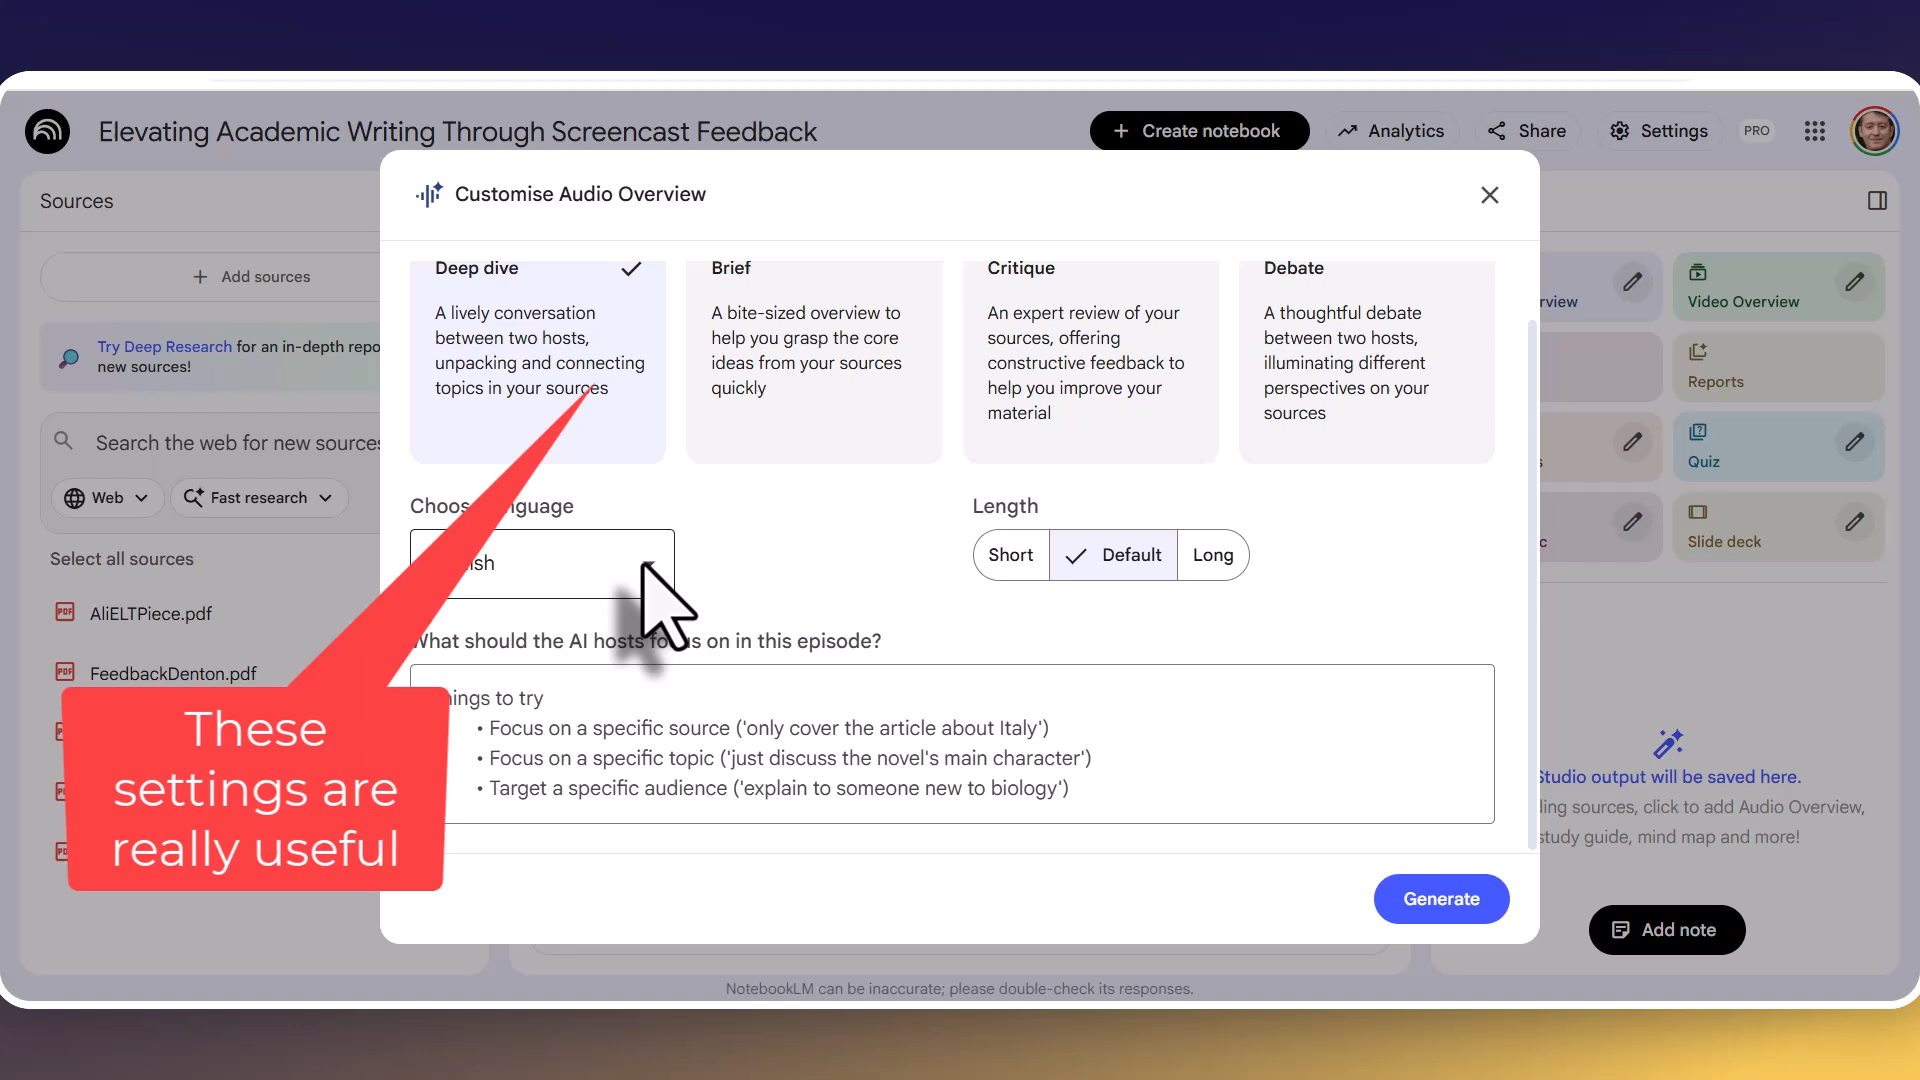 Elevating Academic Writing Through Screencast Feedback
Create notebook
Analytics
Share
Settings
PRO
Sources
Add sources
Try Deep Research for an in-depth repo
new sources!
Search the web for new sources
Web
Fast research
Select all sources
AliELTPiece.pdf
FeedbackDenton.pdf
Customise Audio Overview
Deep dive
A lively conversation
between two hosts,
unpacking and connecting
topics in your sources
Brief
A bite-sized overview to
help you grasp the core
ideas from your sources
quickly
Critique
An expert review of your
sources, offering
constructive feedback to
help you improve your
material
Debate
A thoughtful debate
between two hosts,
illuminating different
perspectives on your
sources
Length
Short
Default
Long
What should the AI hosts on in this episode?
to try
• Focus on a specific source ('only cover the article about Italy')
• Focus on a specific topic ('just discuss the novel's main character')
• Target a specific audience ('explain to someone new to biology')
Generate
These
settings are
really useful
Video Overview
Reports
Quiz
Slide deck
Studio output will be saved here.
sources, click to add Audio Overview,
study guide, mind map and more!
Add note
NotebookLM can be inaccurate; please double-check its responses.